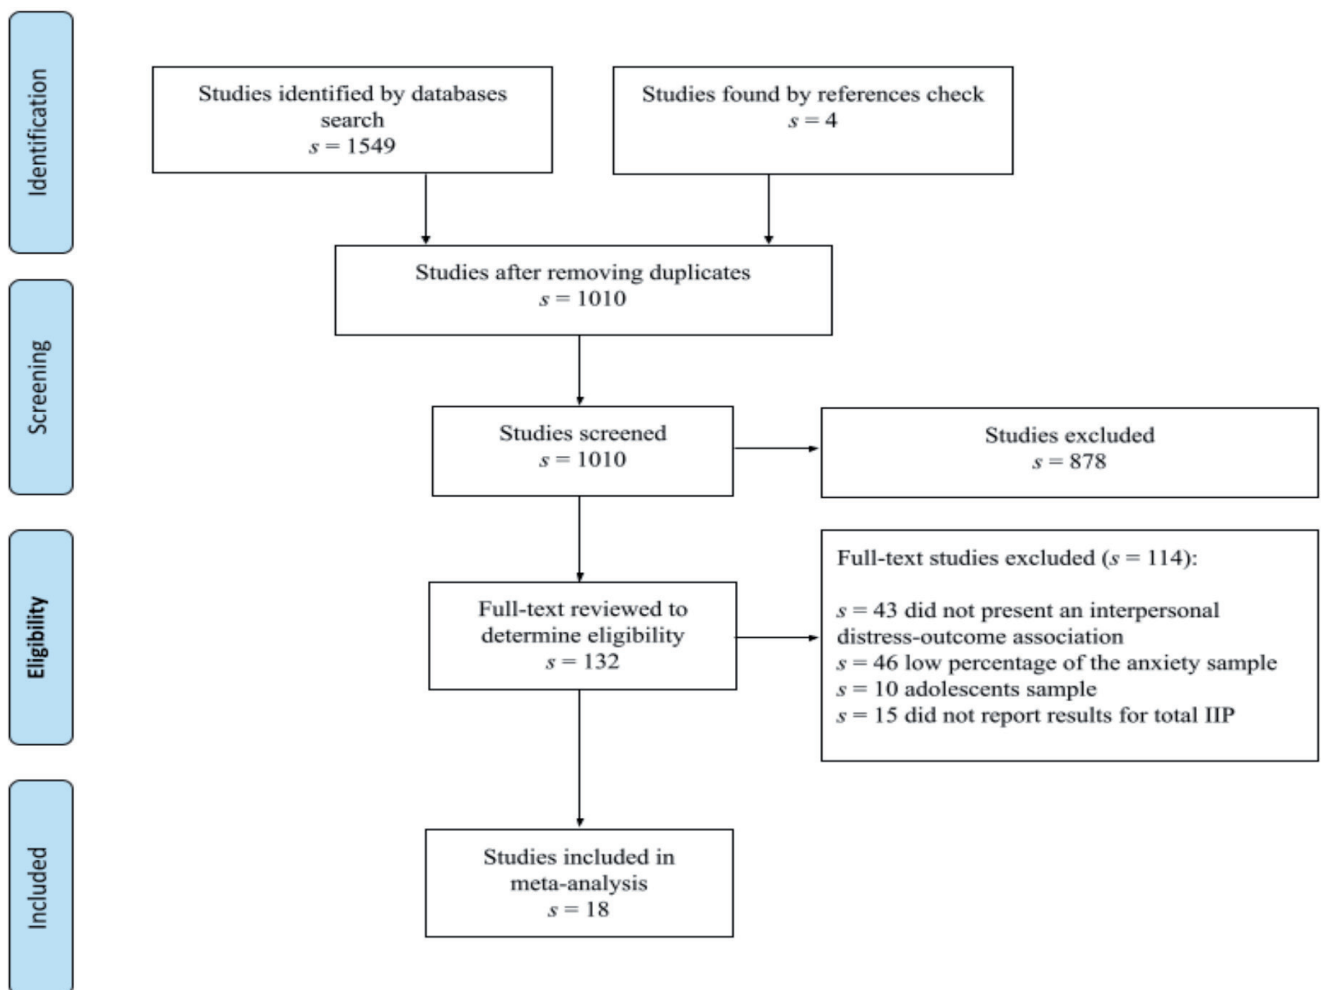 Identification
Studies identified by databases
search
s = 1549
Studies found by references check
s = 4
Studies after removing duplicates
s = 1010
Screening
Studies screened
s = 1010
Studies excluded
s = 878
Eligibility
Full-text reviewed to
determine eligibility
s = 132
Full-text studies excluded (s = 114):
s = 43 did not present an interpersonal
distress-outcome association
s = 46 low percentage of the anxiety sample
s = 10 adolescents sample
s = 15 did not report results for total IIP
Included
Studies included in
meta-analysis
s = 18